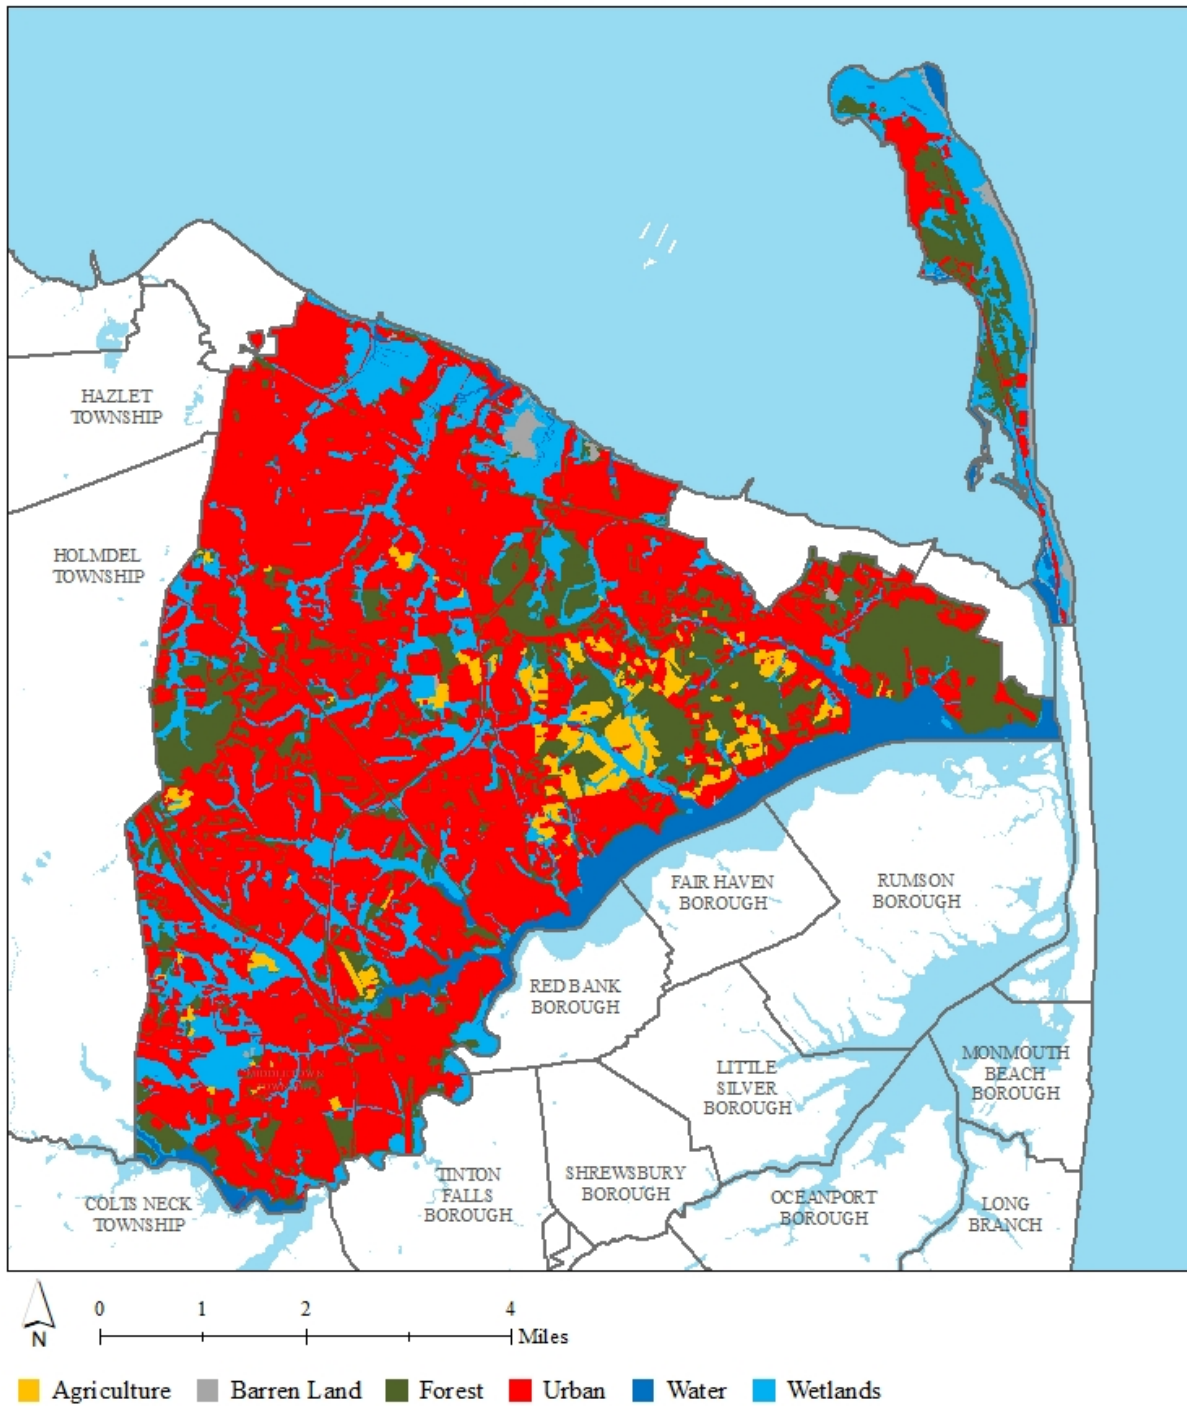 HAZLET
TOWNSHIP
HOLMDEL
TOWNSHIP
FAIR HAVEN
BOROUGH
RUMSON
BOROUGH
RED BANK
BOROUGH
LITTLE
SILVER
BOROUGH
MONMOUTH
BEACH
BOROUGH
MIDDLETOWN
TOWNSHIP
TINTON
FALLS
BOROUGH
SHREWSBURY
BOROUGH
OCEANPORT
BOROUGH
LONG
BRANCH
COLTS NECK
TOWNSHIP
N
0 1 2 4
Miles
Agriculture Barren Land Forest Urban Water Wetlands